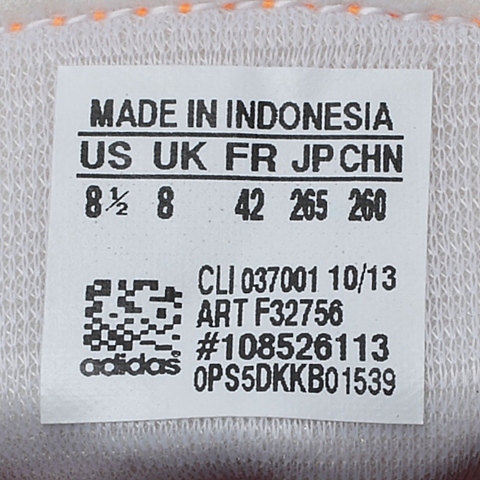 MADE IN INDONESIA
US UK FR JP CHN
8½ 8 42 265 260
CLI 037001 10/13
ART F32756
#108526113
0PS5DKKB01539
adidas